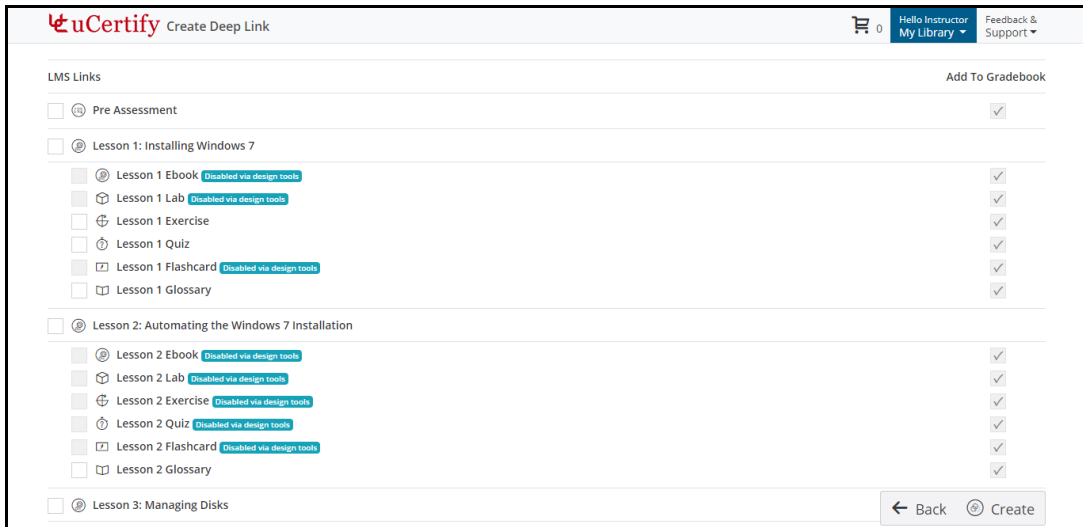 uCertify Create Deep Link
0
Hello Instructor
My Library
Feedback &
Support
LMS Links Add To Gradebook
Pre Assessment
Lesson 1: Installing Windows 7
Lesson 1 Ebook Disabled via design tools
Lesson 1 Lab Disabled via design tools
Lesson 1 Exercise
Lesson 1 Quiz
Lesson 1 Flashcard Disabled via design tools
Lesson 1 Glossary
Lesson 2: Automating the Windows 7 Installation
Lesson 2 Ebook Disabled via design tools
Lesson 2 Lab Disabled via design tools
Lesson 2 Exercise Disabled via design tools
Lesson 2 Quiz Disabled via design tools
Lesson 2 Flashcard Disabled via design tools
Lesson 2 Glossary
Lesson 3: Managing Disks
Back Create